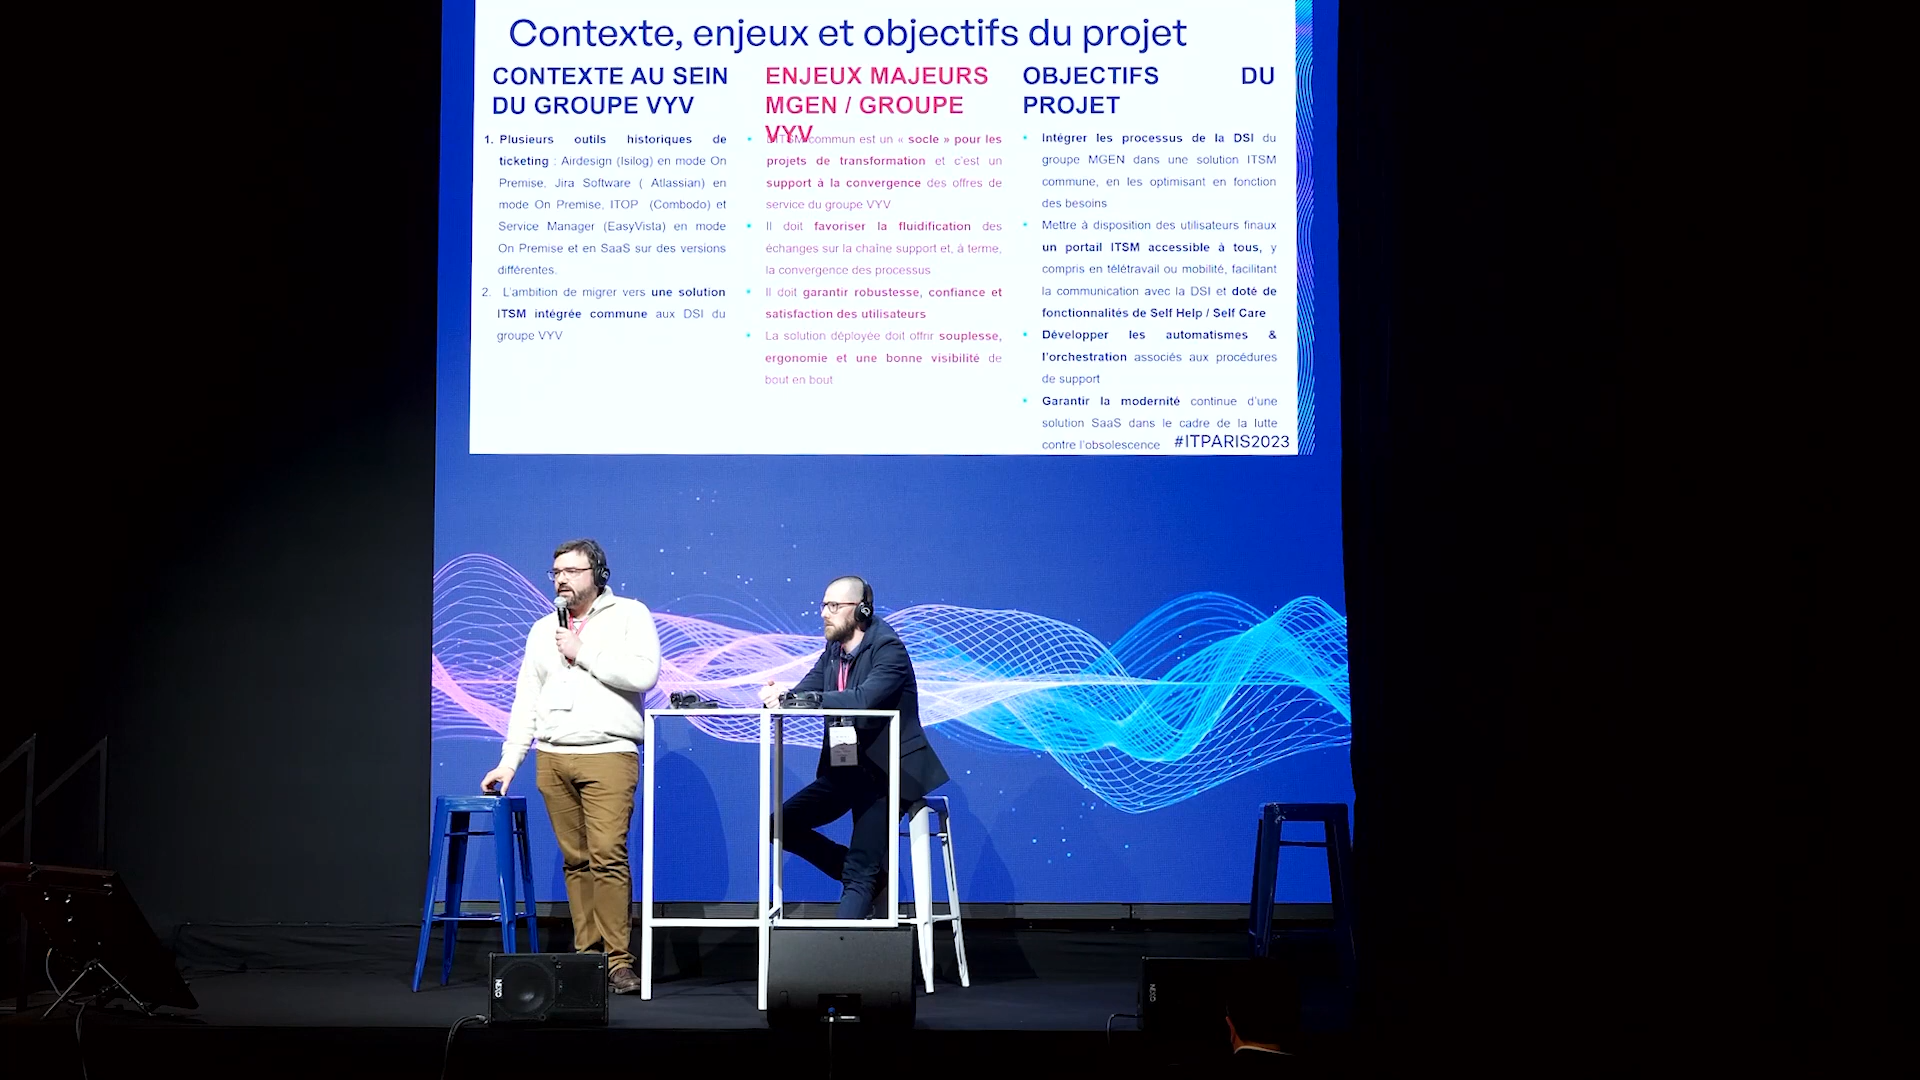 Contexte, enjeux et objectifs du projet
CONTEXTE AU SEIN
DU GROUPE VYV
1. Plusieurs outils historiques de
ticketing : Airdesign (Isilog) en mode On
Premise, Jira Software ( Atlassian) en
mode On Premise, ITOP (Combodo) et
Service Manager (EasyVista) en mode
On Premise et en SaaS sur des versions
différentes.
2. L'ambition de migrer vers une solution
ITSM intégrée commune aux DSI du
groupe VYV
ENJEUX MAJEURS
MGEN / GROUPE
VYV
commun est un « socle » pour les
projets de transformation et c'est un
support à la convergence des offres de
service du groupe VYV
Il doit favoriser la fluidification des
échanges sur la chaîne support et, à terme,
la convergence des processus
Il doit garantir robustesse, confiance et
satisfaction des utilisateurs
La solution déployée doit offrir souplesse,
ergonomie et une bonne visibilité de
bout en bout
OBJECTIFS DU
PROJET
Intégrer les processus de la DSI du
groupe MGEN dans une solution ITSM
commune, en les optimisant en fonction
des besoins
Mettre à disposition des utilisateurs finaux
un portail ITSM accessible à tous, y
compris en télétravail ou mobilité, facilitant
la communication avec la DSI et doté de
fonctionnalités de Self Help / Self Care
Développer les automatismes &
l'orchestration associés aux procédures
de support
Garantir la modernité continue d'une
solution SaaS dans le cadre de la lutte
contre l'obsolescence
#ITPARIS2023
NEXO
NEXO